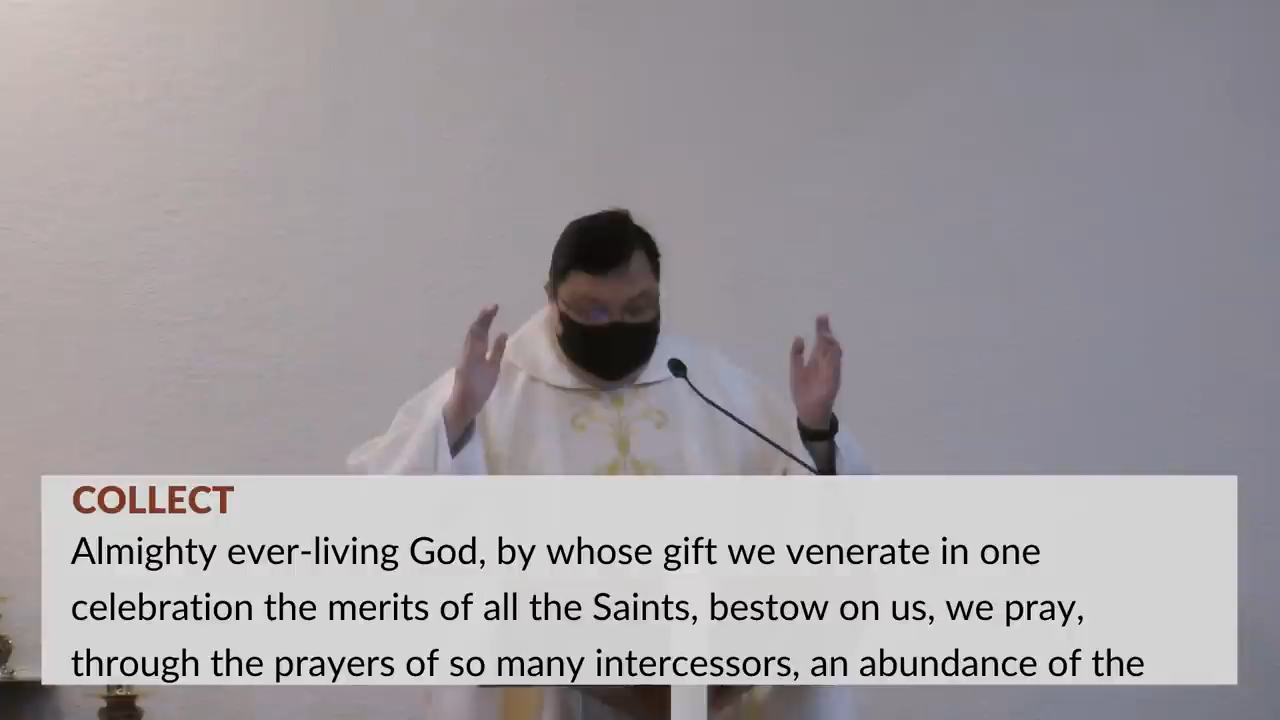 COLLECT
Almighty ever-living God, by whose gift we venerate in one
celebration the merits of all the Saints, bestow on us, we pray,
through the prayers of so many intercessors, an abundance of the